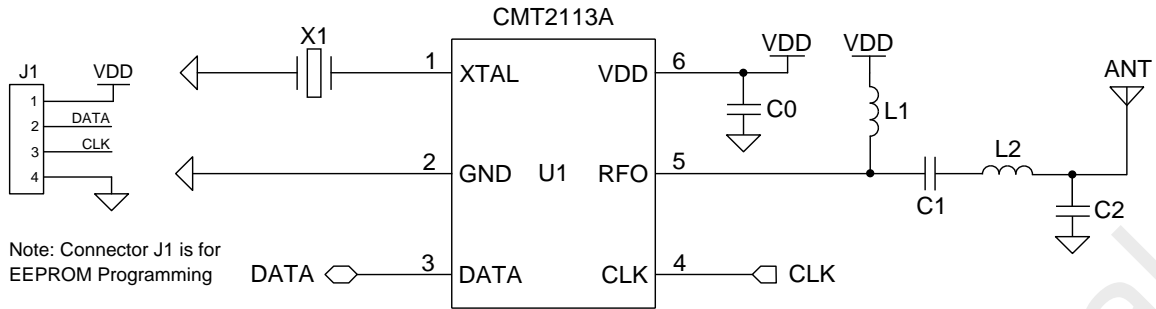 CMT2113A
X1
J1
VDD
1
2
DATA
3
CLK
4
Note: Connector J1 is for
EEPROM Programming
1
XTAL
VDD
6
VDD
VDD
ANT
C0
L1
2
GND
U1
RFO
5
L2
C1
C2
DATA
3
DATA
CLK
4
CLK